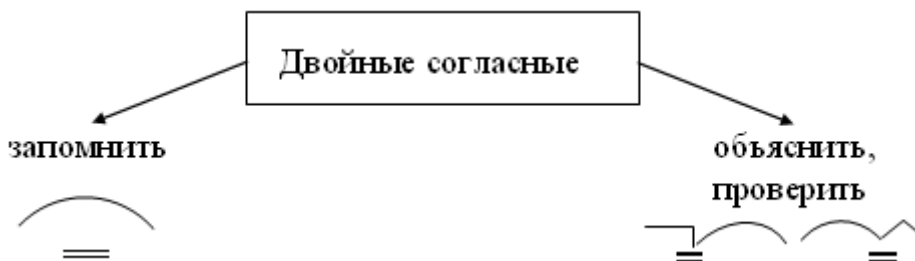 Двойные согласные
запомнить
объяснить,
проверить